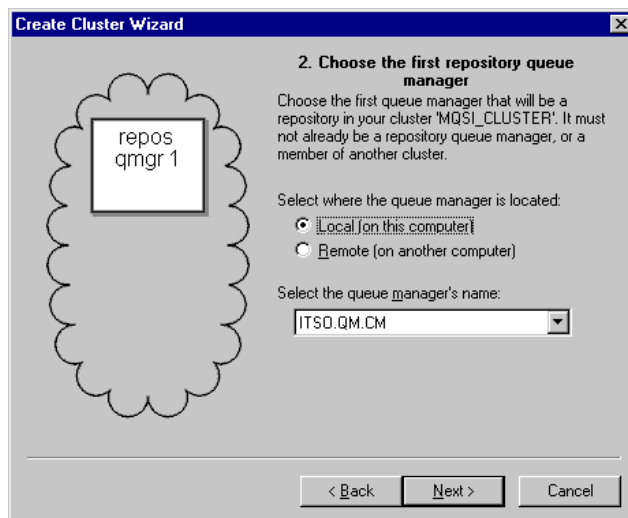 Create Cluster Wizard
repos
qmgr 1
2. Choose the first repository queue
manager
Choose the first queue manager that will be a
repository in your cluster 'MQSI_CLUSTER'. It must
not already be a repository queue manager, or a
member of another cluster.
Select where the queue manager is located:
Local (on this computer)
Remote (on another computer)
Select the queue manager's name:
ITSO.QM.CM
< Back
Next >
Cancel